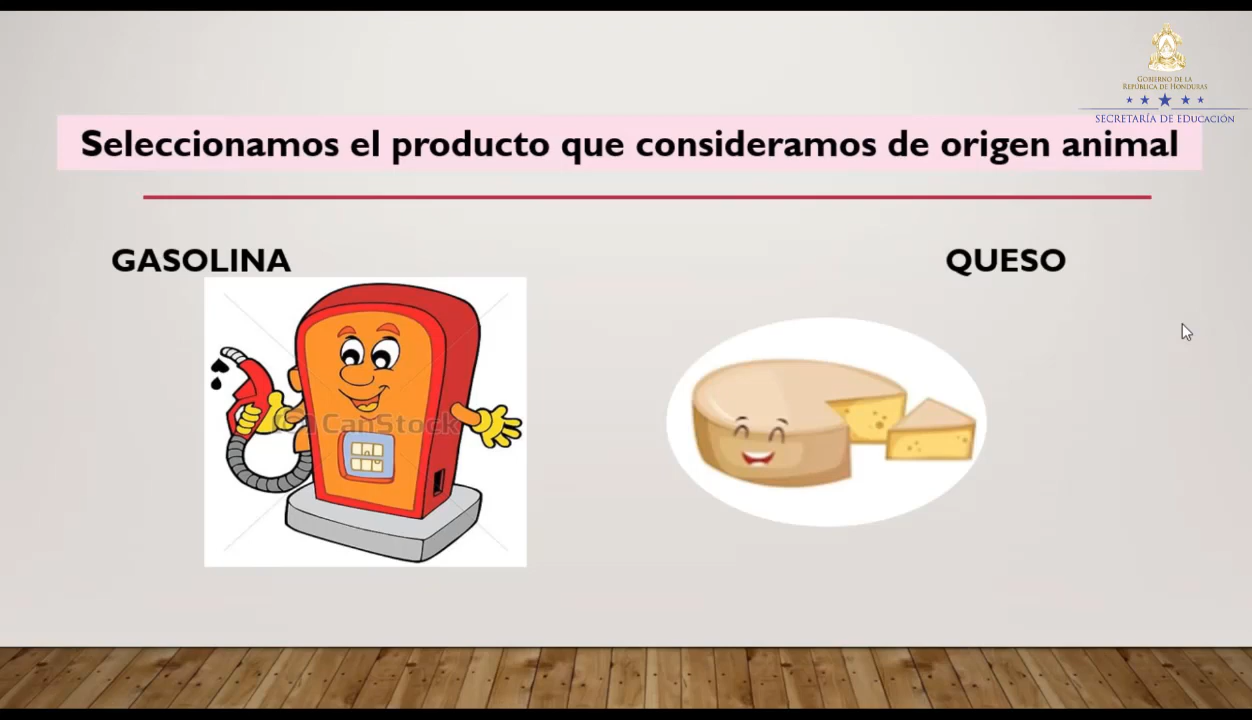 GOBIERNO DE LA
REPÚBLICA DE HONDURAS
SECRETARÍA DE EDUCACIÓN
Seleccionamos el producto que consideramos de origen animal
GASOLINA
QUESO
CanStock